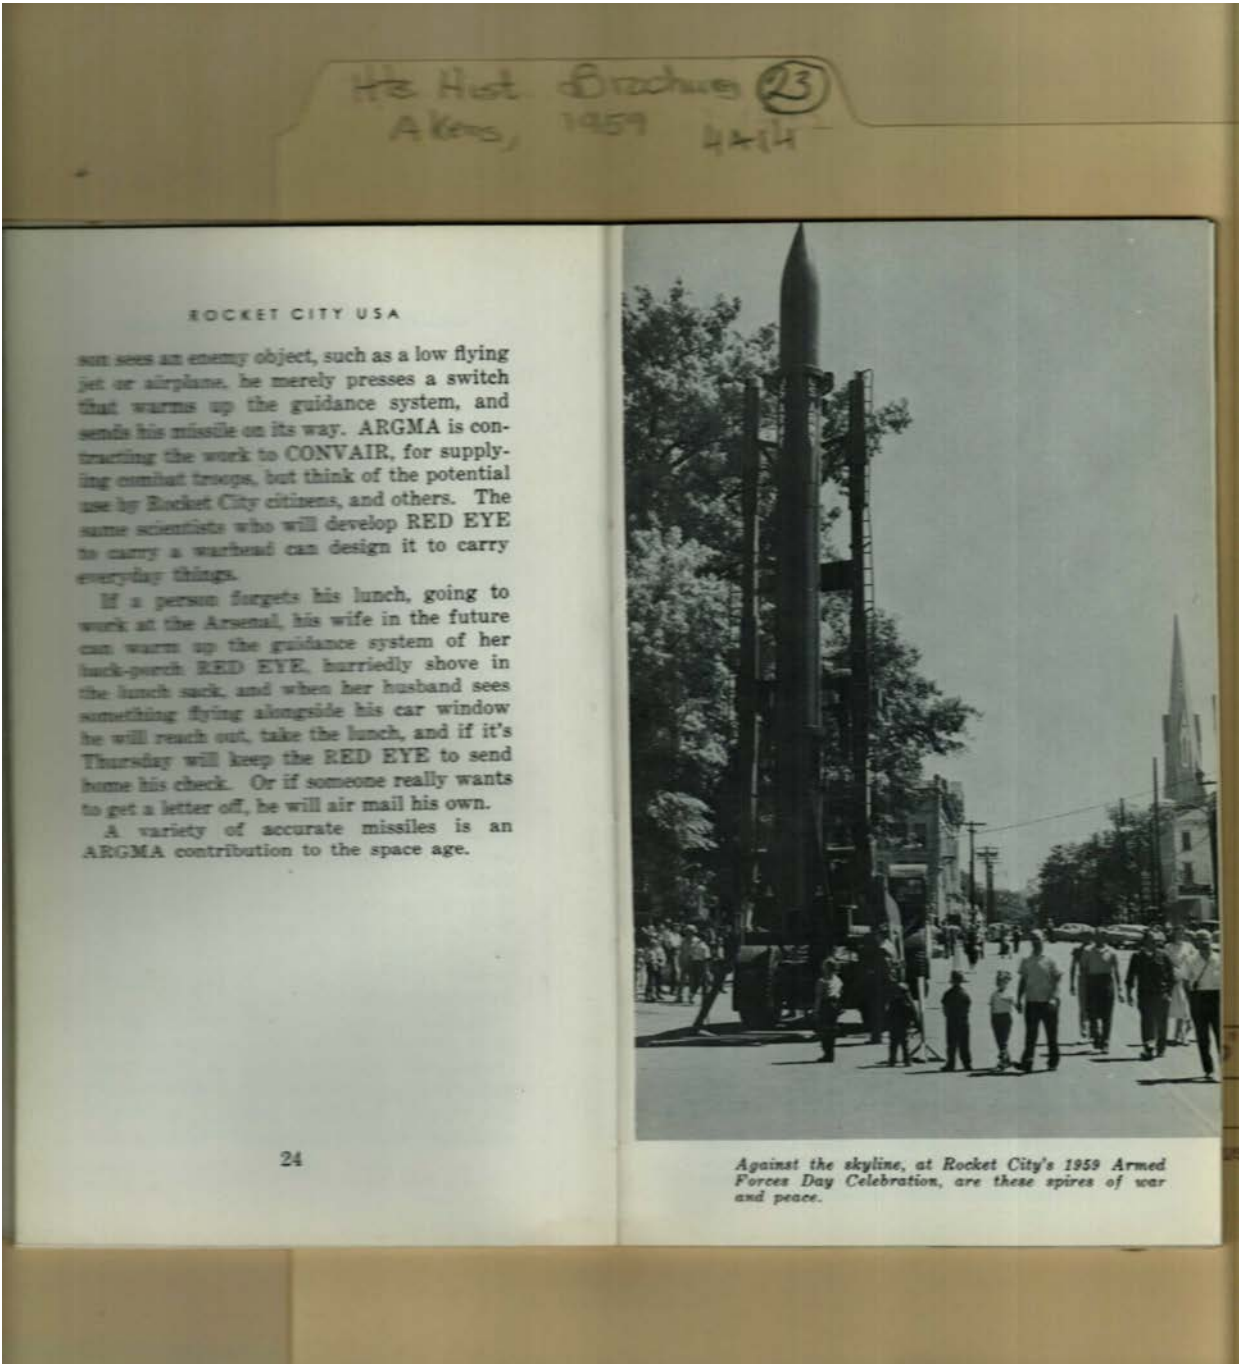 Hist Brochures 23
Akens, 1959 4A14
ROCKET CITY USA
son sees an enemy object, such as a low flying
jet or airplane, he merely presses a switch
that warms up the guidance system, and
sends his missile on its way. ARGMA is con-
tracting the work to CONVAIR, for supply-
ing combat troops, but think of the potential
use by Rocket City citizens, and others. The
same scientists who will develop RED EYE
to carry a warhead can design it to carry
everyday things.
If a person forgets his lunch, going to
work at the Arsenal, his wife in the future
can warm up the guidance system of her
back-porch RED EYE, hurriedly shove in
the lunch sack, and when her husband sees
something flying alongside his car window
he will reach out, take the lunch, and if it's
Thursday will keep the RED EYE to send
home his check. Or if someone really wants
to get a letter off, he will air mail his own.
A variety of accurate missiles is an
ARGMA contribution to the space age.
24
Against the skyline, at Rocket City's 1959 Armed
Forces Day Celebration, are these spires of war
and peace.